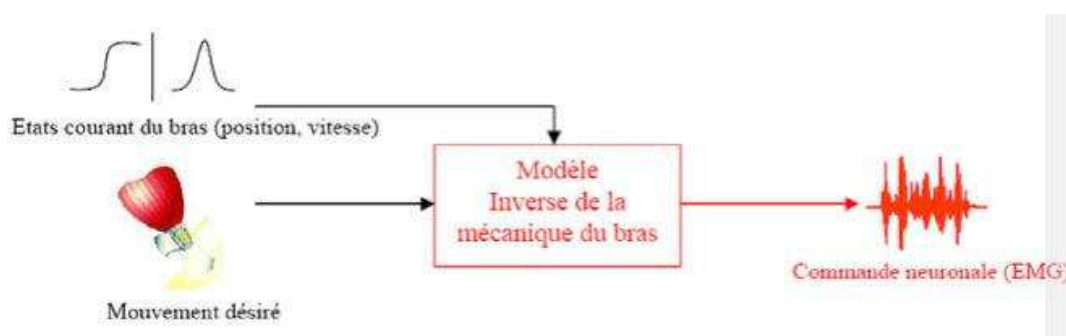 Etats courant du bras (position, vitesse)
Modèle
Inverse de la
mécanique du bras
Commande neuronale (EMG)
Mouvement désiré